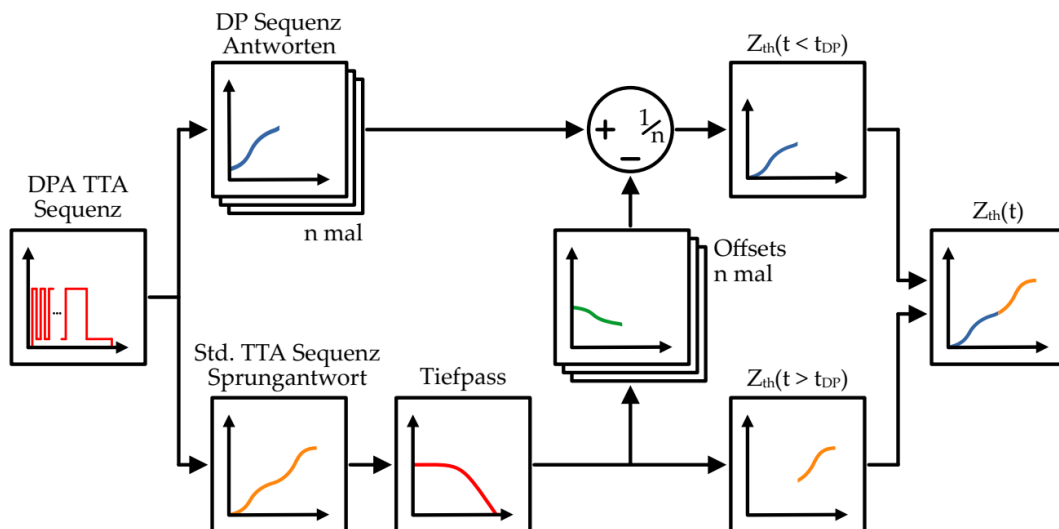 DP Sequenz
Antworten
n mal
DPA TTA
Sequenz
...
+ 1/n
−
Zth(t < tDP)
Offsets
n mal
Zth(t)
Std. TTA Sequenz
Sprungantwort
Tiefpass
Zth(t > tDP)